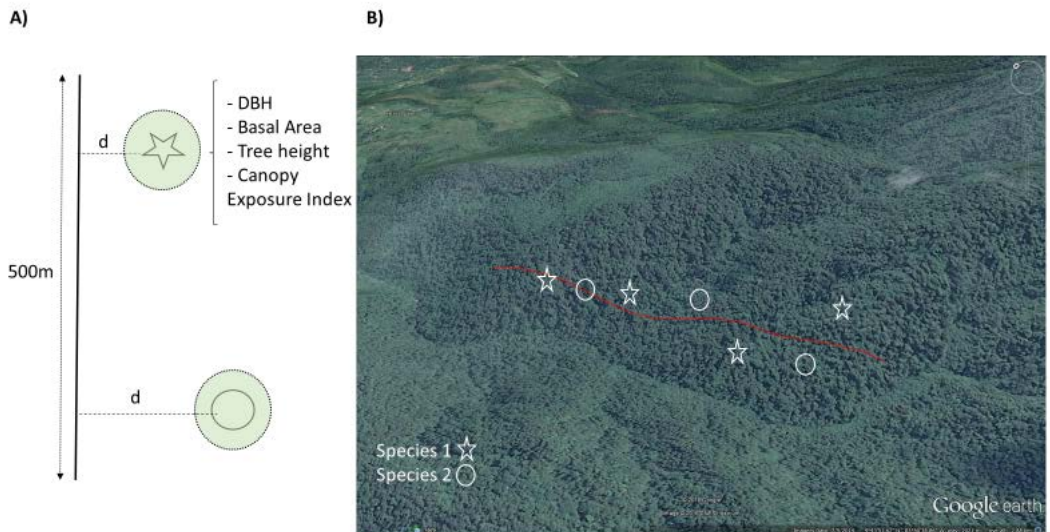 A)
B)
d
- DBH
- Basal Area
- Tree height
- Canopy
Exposure Index
500m
d
Species 1
Species 2
Google earth